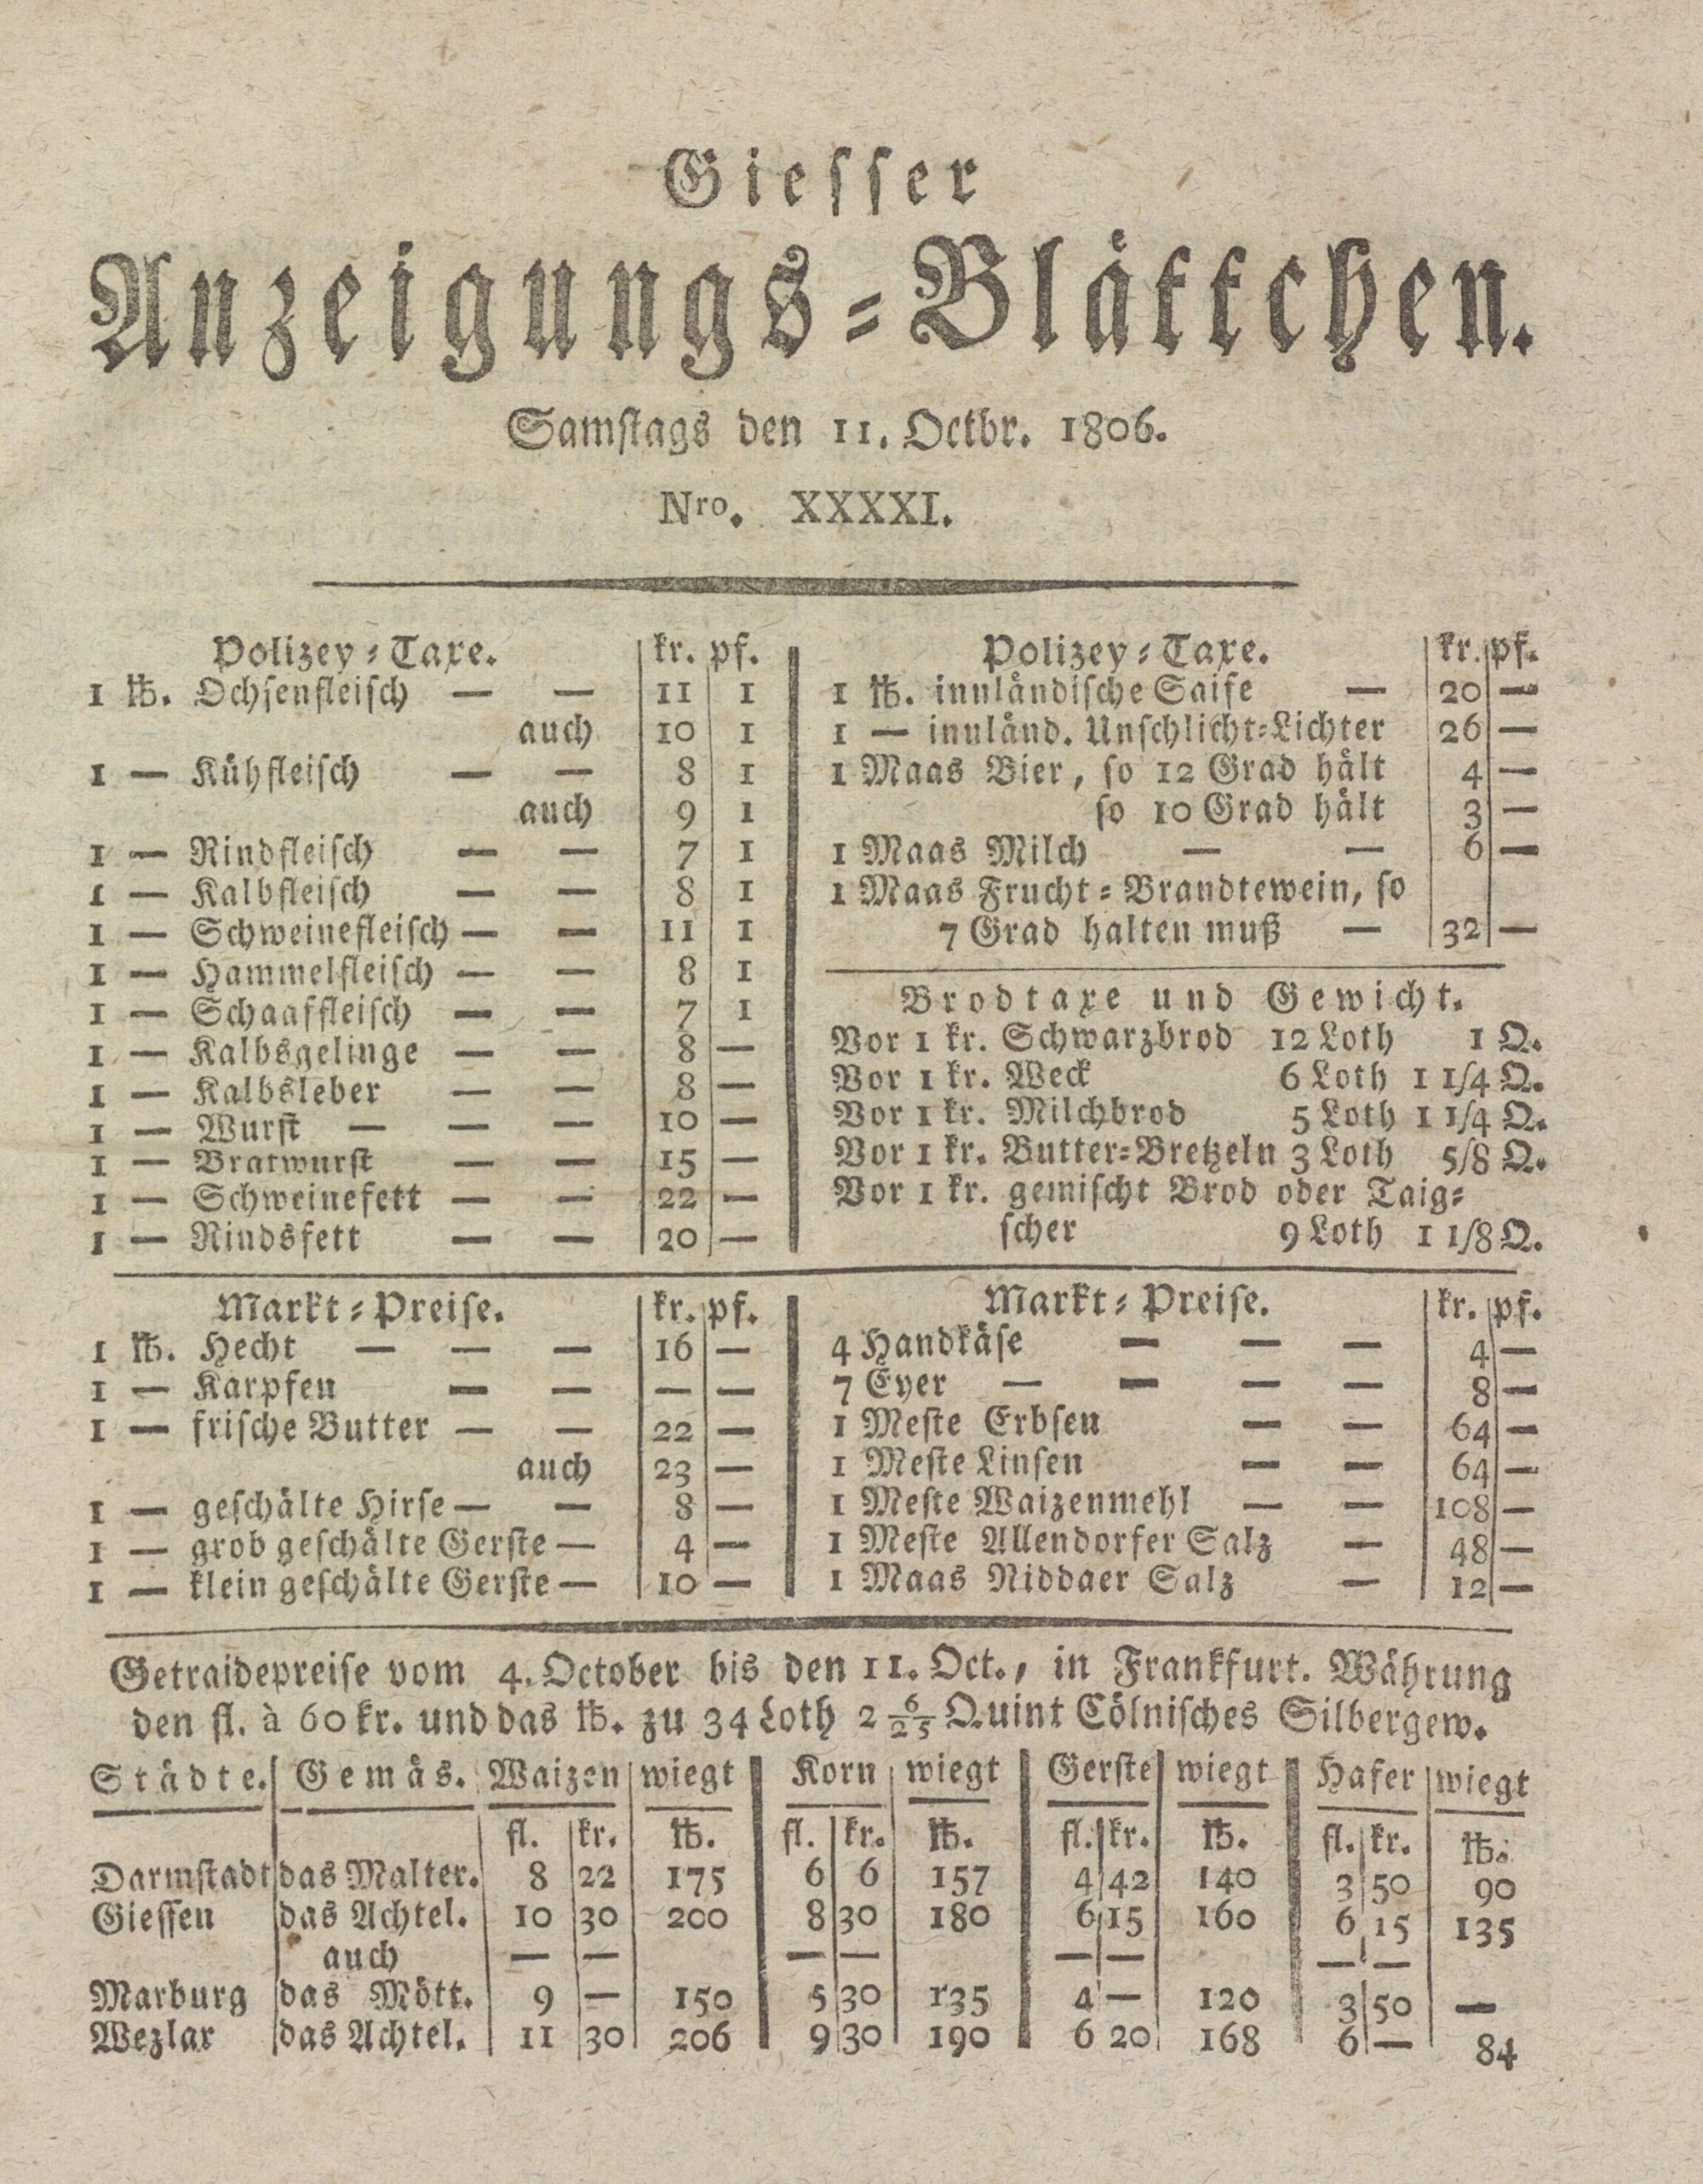 Giesser
Anzeigungs-Blättchen.
Samstags den 11. Octbr. 1806.
Nro. XXXXI.
Polizey-Taxe. kr. pf.
1 ℔. Ochsenfleisch — — 11 1
auch 10 1
1 — Kühfleisch — — 8 1
auch 9 1
1 — Rindfleisch — — 7 1
1 — Kalbfleisch — — 8 1
1 — Schweinefleisch — — 11 1
1 — Hammelfleisch — — 8 1
1 — Schaaffleisch — — 7 1
1 — Kalbsgelinge — — 8 —
1 — Kalbsleber — — 8 —
1 — Wurst — — — 10 —
1 — Bratwurst — — 15 —
1 — Schweinefett — — 22 —
1 — Rindsfett — — 20 —
Polizey-Taxe. kr. pf.
1 ℔. innländische Saife — 20 —
1 — innländ. Unschlicht-Lichter 26 —
1 Maas Bier, so 12 Grad hält 4 —
so 10 Grad hält 3 —
1 Maas Milch — — 6 —
1 Maas Frucht-Brandtewein, so
7 Grad halten muß — 32 —
Brodtaxe und Gewicht.
Vor 1 kr. Schwarzbrod 12 Loth 1 Q.
Vor 1 kr. Weck 6 Loth 1 1/4 Q.
Vor 1 kr. Milchbrod 5 Loth 1 1/4 Q.
Vor 1 kr. Butter-Bretzeln 3 Loth 5/8 Q.
Vor 1 kr. gemischt Brod oder Taig-
scher 9 Loth 1 1/8 Q.
Markt-Preise. kr. pf.
1 ℔. Hecht — — — 16 —
1 — Karpfen — — — —
1 — frische Butter — — 22 —
auch 23 —
1 — geschälte Hirse — — 8 —
1 — grob geschälte Gerste — 4 —
1 — klein geschälte Gerste — 10 —
Markt-Preise. kr. pf.
4 Handkäse — — — 4 —
7 Eyer — — — — 8 —
1 Meste Erbsen — — 64 —
1 Meste Linsen — — 64 —
1 Meste Waizenmehl — — 108 —
1 Meste Allendorfer Salz — 48 —
1 Maas Niddaer Salz — 12 —
Getraidepreise vom 4. October bis den 11. Oct., in Frankfurt. Währung
den fl. à 60 kr. und das ℔. zu 34 Loth 2 6/25 Quint Cölnisches Silbergew.
Städte. Gemäs. Waizen wiegt Korn wiegt Gerste wiegt Hafer wiegt
fl. kr. ℔. fl. kr. ℔. fl. kr. ℔. fl. kr. ℔.
Darmstadt das Malter. 8 22 175 6 6 157 4 42 140 3 50 90
Giessen das Achtel. 10 30 200 8 30 180 6 15 160 6 15 135
auch — — — — — — — —
Marburg das Mött. 9 — 150 5 30 135 4 — 120 3 50 —
Wezlar das Achtel. 11 30 206 9 30 190 6 20 168 6 — 84